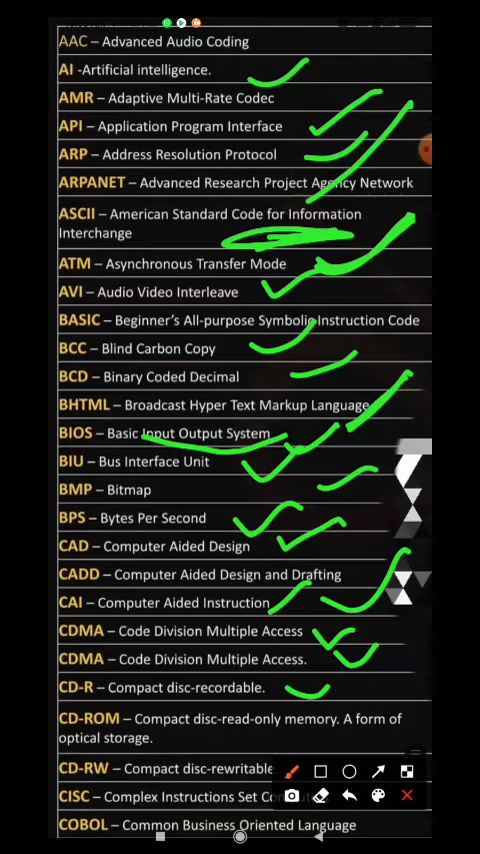 AAC – Advanced Audio Coding
AI -Artificial intelligence.
AMR – Adaptive Multi-Rate Codec
API – Application Program Interface
ARP – Address Resolution Protocol
ARPANET – Advanced Research Project Agency Network
ASCII – American Standard Code for Information
Interchange
ATM – Asynchronous Transfer Mode
AVI – Audio Video Interleave
BASIC – Beginner’s All-purpose Symbolic Instruction Code
BCC – Blind Carbon Copy
BCD – Binary Coded Decimal
BHTML – Broadcast Hyper Text Markup Language
BIOS – Basic Input Output System
BIU – Bus Interface Unit
BMP – Bitmap
BPS – Bytes Per Second
CAD – Computer Aided Design
CADD – Computer Aided Design and Drafting
CAI – Computer Aided Instruction
CDMA – Code Division Multiple Access
CDMA – Code Division Multiple Access.
CD-R – Compact disc-recordable.
CD-ROM – Compact disc-read-only memory. A form of
optical storage.
CD-RW – Compact disc-rewritable
CISC – Complex Instructions Set
COBOL – Common Business Oriented Language